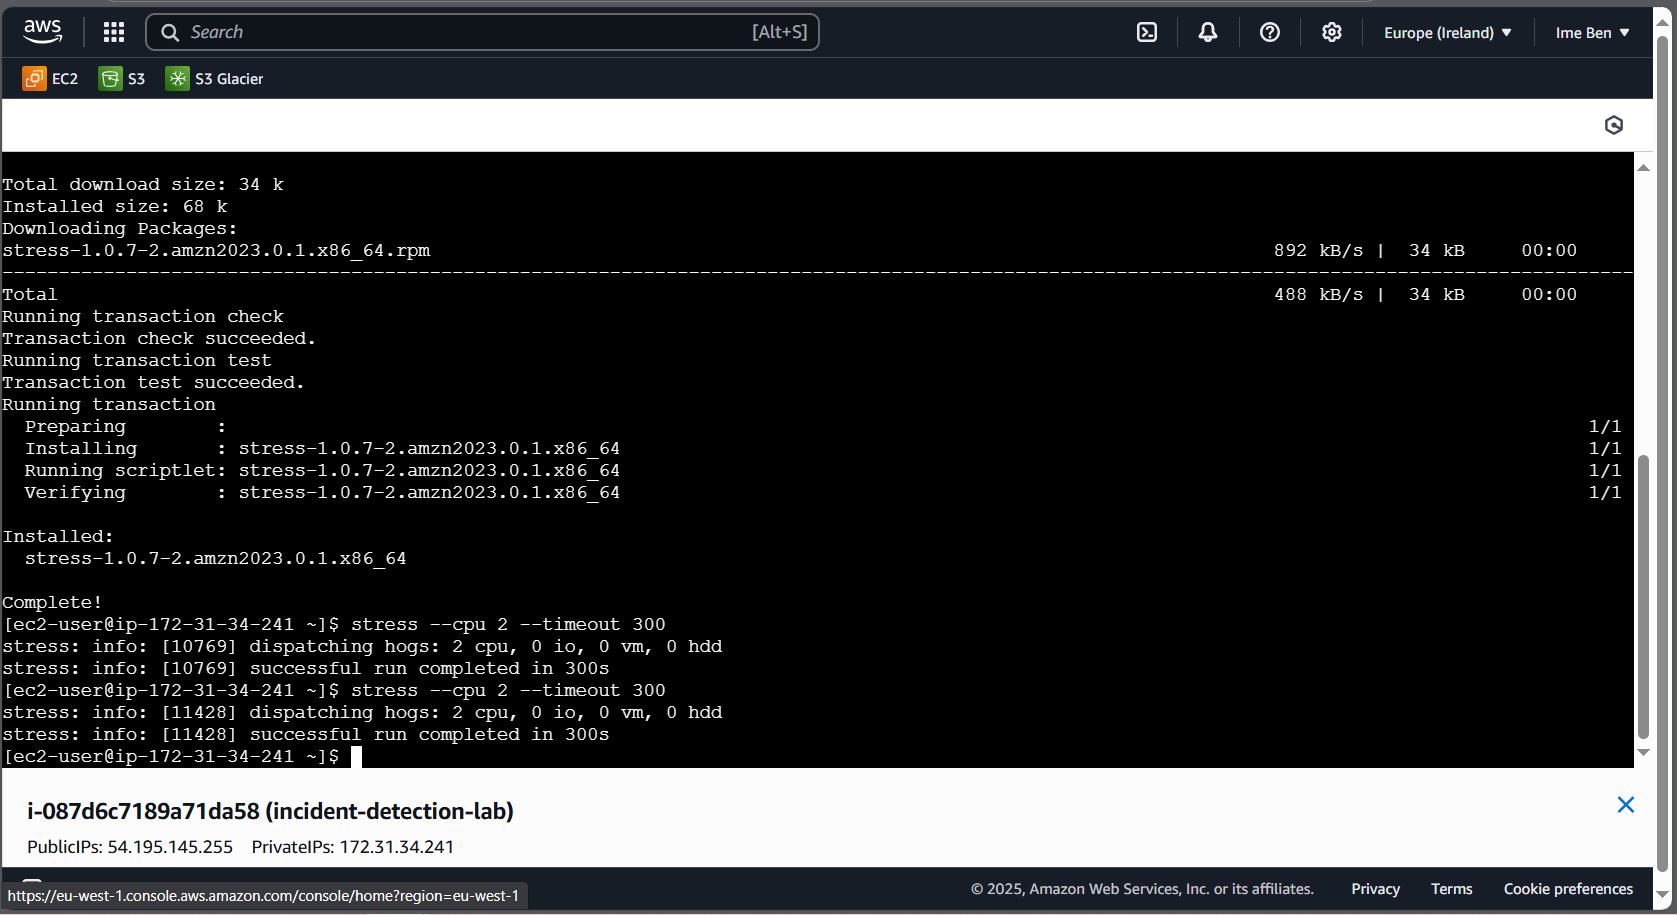 aws Search [Alt+S] Europe (Ireland) Ime Ben
EC2 S3 S3 Glacier
Total download size: 34 k
Installed size: 68 k
Downloading Packages:
stress-1.0.7-2.amzn2023.0.1.x86_64.rpm 892 kB/s | 34 kB 00:00
--------------------------------------------------------------------------------------------------------------------------------------------------
Total 488 kB/s | 34 kB 00:00
Running transaction check
Transaction check succeeded.
Running transaction test
Transaction test succeeded.
Running transaction
Preparing : 1/1
Installing : stress-1.0.7-2.amzn2023.0.1.x86_64 1/1
Running scriptlet: stress-1.0.7-2.amzn2023.0.1.x86_64 1/1
Verifying : stress-1.0.7-2.amzn2023.0.1.x86_64 1/1
Installed:
stress-1.0.7-2.amzn2023.0.1.x86_64
Complete!
[ec2-user@ip-172-31-34-241 ~]$ stress --cpu 2 --timeout 300
stress: info: [10769] dispatching hogs: 2 cpu, 0 io, 0 vm, 0 hdd
stress: info: [10769] successful run completed in 300s
[ec2-user@ip-172-31-34-241 ~]$ stress --cpu 2 --timeout 300
stress: info: [11428] dispatching hogs: 2 cpu, 0 io, 0 vm, 0 hdd
stress: info: [11428] successful run completed in 300s
[ec2-user@ip-172-31-34-241 ~]$
i-087d6c7189a71da58 (incident-detection-lab)
PublicIPs: 54.195.145.255 PrivateIPs: 172.31.34.241
© 2025, Amazon Web Services, Inc. or its affiliates. Privacy Terms Cookie preferences
https://eu-west-1.console.aws.amazon.com/console/home?region=eu-west-1